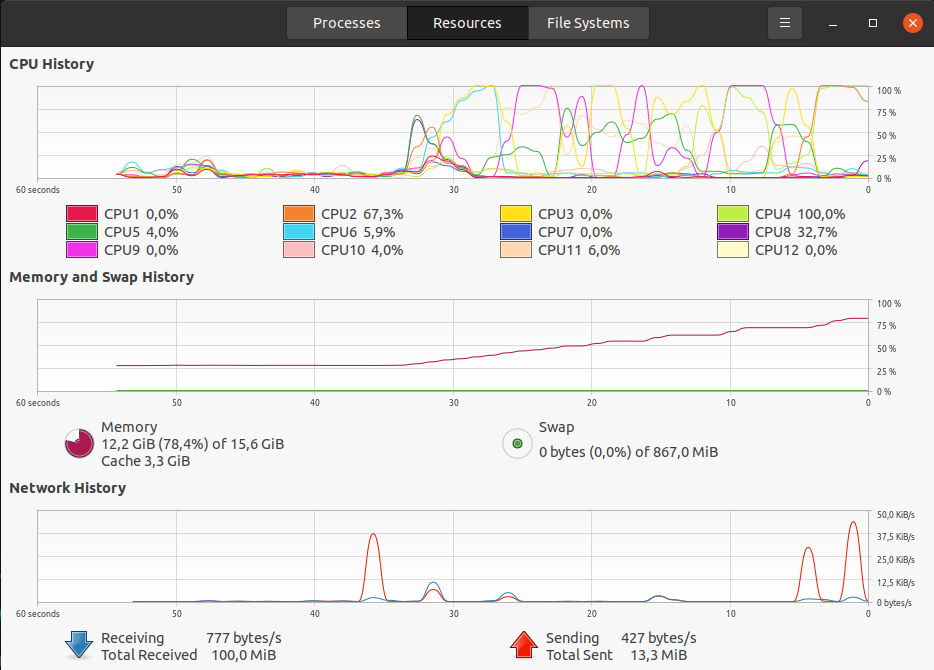 Processes Resources File Systems
CPU History
100 %
75 %
50 %
25 %
0 %
60 seconds 50 40 30 20 10 0
CPU1 0,0% CPU2 67,3% CPU3 0,0% CPU4 100,0%
CPU5 4,0% CPU6 5,9% CPU7 0,0% CPU8 32,7%
CPU9 0,0% CPU10 4,0% CPU11 6,0% CPU12 0,0%
Memory and Swap History
100 %
75 %
50 %
25 %
0 %
60 seconds 50 40 30 20 10 0
Memory
12,2 GiB (78,4%) of 15,6 GiB
Cache 3,3 GiB
Swap
0 bytes (0,0%) of 867,0 MiB
Network History
50,0 KiB/s
37,5 KiB/s
25,0 KiB/s
12,5 KiB/s
0 bytes/s
60 seconds 50 40 30 20 10 0
Receiving 777 bytes/s
Total Received 100,0 MiB
Sending 427 bytes/s
Total Sent 13,3 MiB